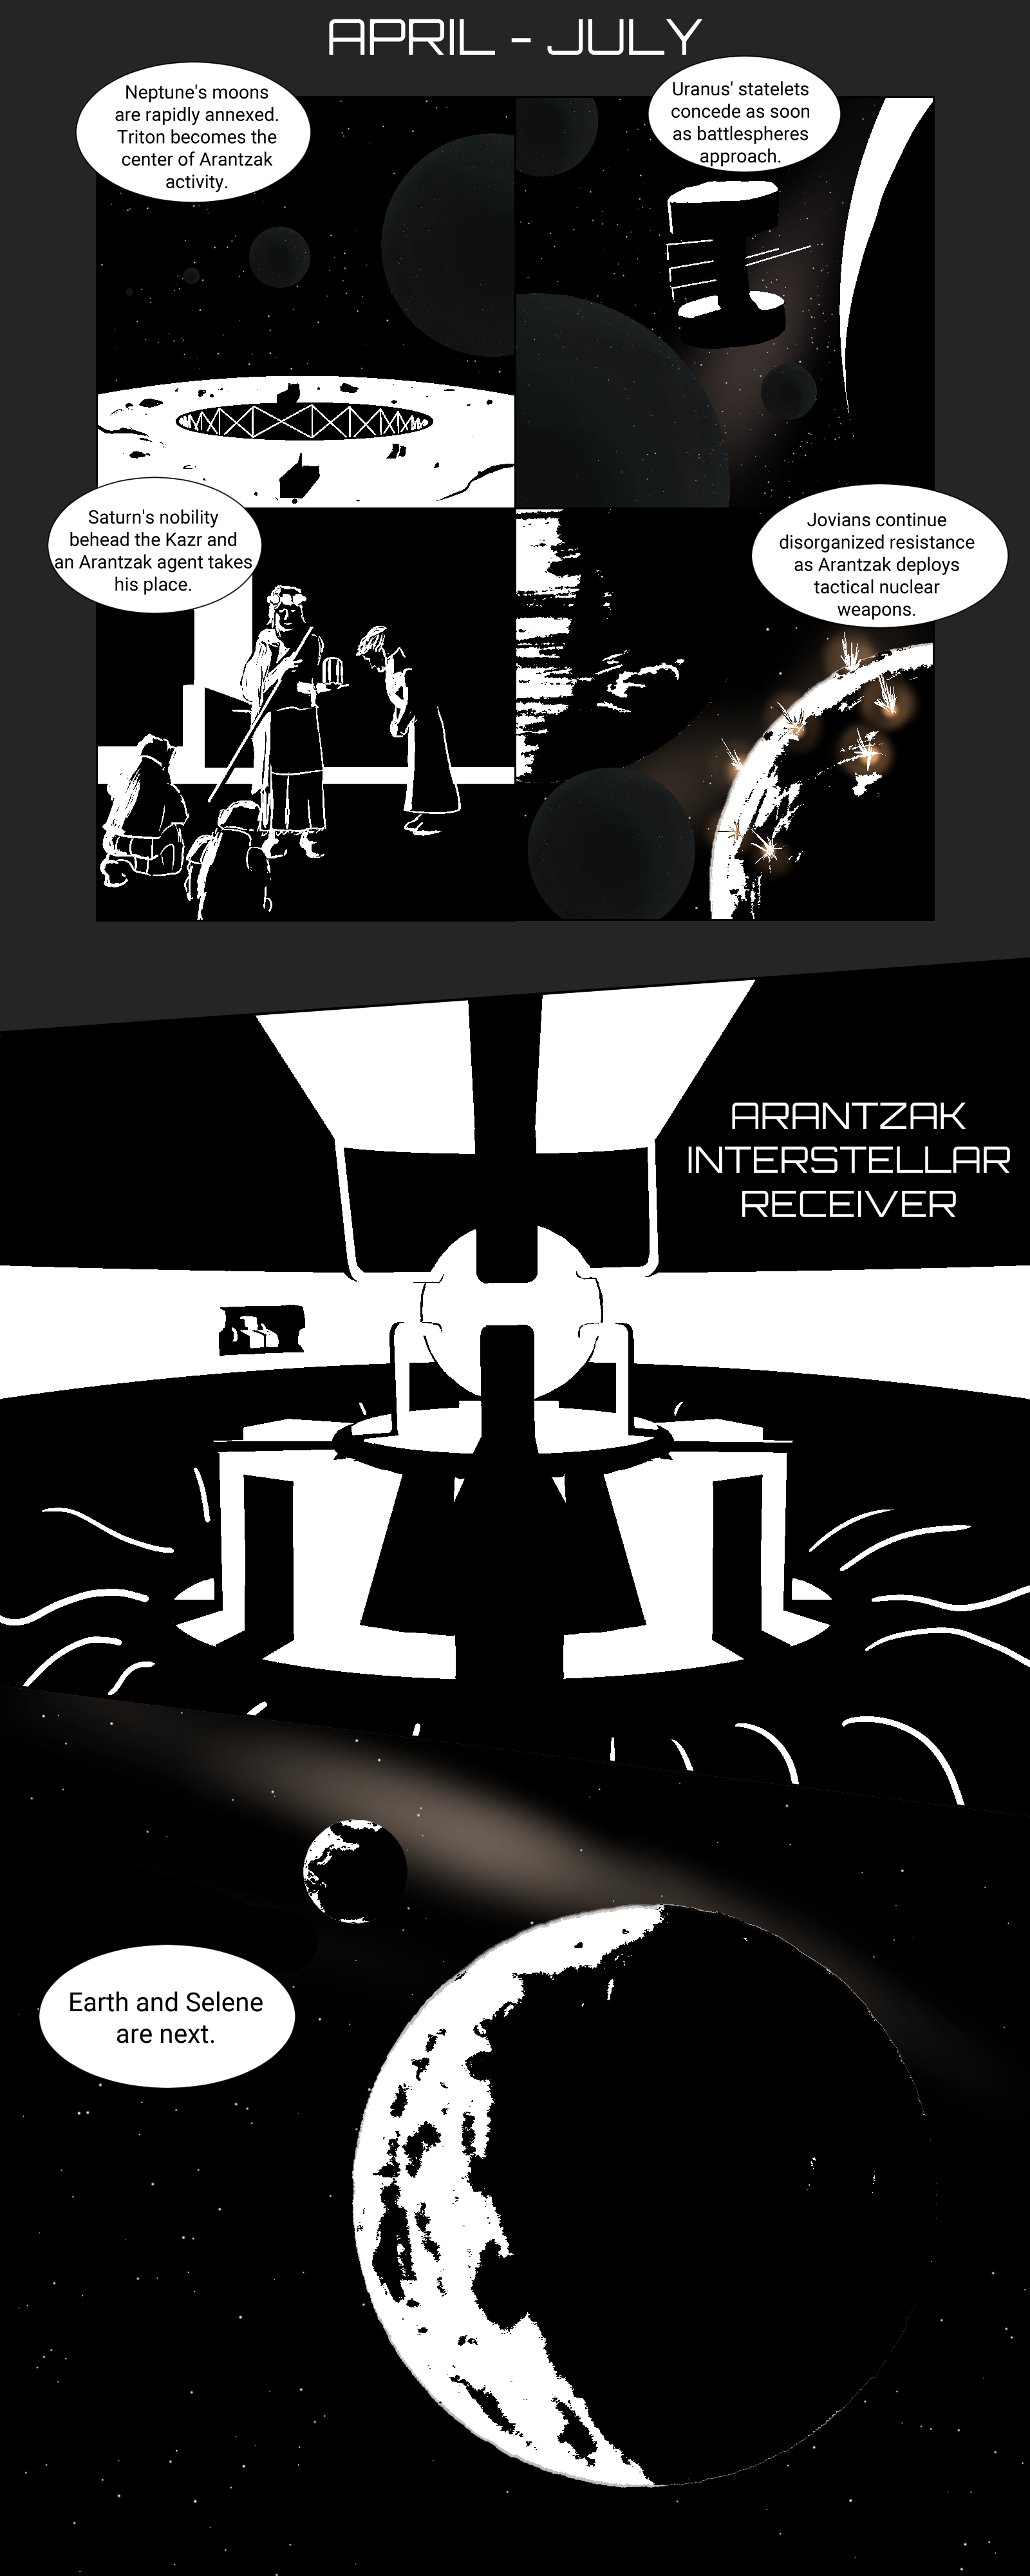 APRIL - JULY
Neptune's moons
are rapidly annexed.
Triton becomes the
center of Arantzak
activity.
Uranus' statelets
concede as soon
as battlespheres
approach.
Saturn's nobility
behead the Kazr and
an Arantzak agent takes
his place.
Jovians continue
disorganized resistance
as Arantzak deploys
tactical nuclear
weapons.
ARANTZAK
INTERSTELLAR
RECEIVER
Earth and Selene
are next.